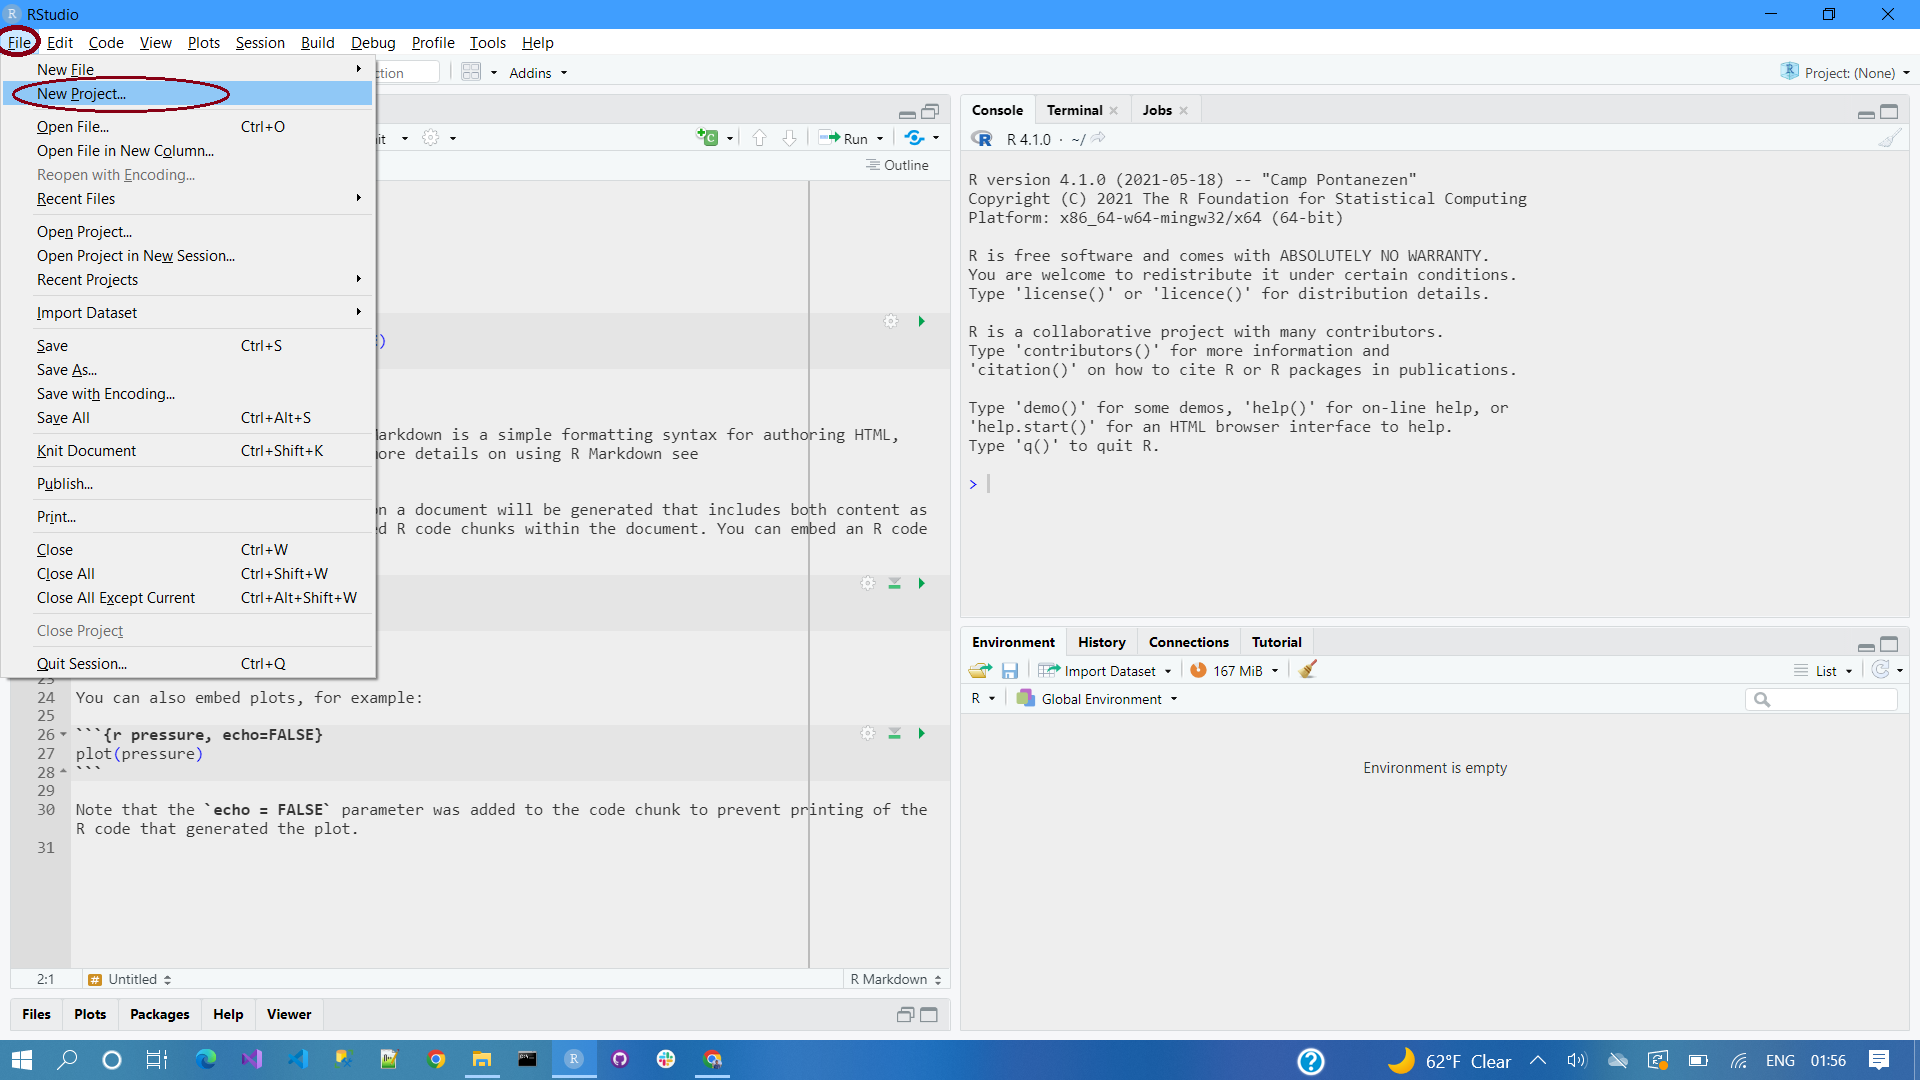 RStudio
File Edit Code View Plots Session Build Debug Profile Tools Help
New File
New Project...
Open File... Ctrl+O
Open File in New Column...
Reopen with Encoding...
Recent Files
Open Project...
Open Project in New Session...
Recent Projects
Import Dataset
Save Ctrl+S
Save As...
Save with Encoding...
Save All Ctrl+Alt+S
Knit Document Ctrl+Shift+K
Publish...
Print...
Close Ctrl+W
Close All Ctrl+Shift+W
Close All Except Current Ctrl+Alt+Shift+W
Close Project
Quit Session... Ctrl+Q
ction Addins
Project: (None)
it Run
Outline
)
arkdown is a simple formatting syntax for authoring HTML,
ore details on using R Markdown see
n a document will be generated that includes both content as
d R code chunks within the document. You can embed an R code
23
24 You can also embed plots, for example:
25
26 ```{r pressure, echo=FALSE}
27 plot(pressure)
28 ```
29
30 Note that the `echo = FALSE` parameter was added to the code chunk to prevent printing of the
R code that generated the plot.
31
2:1 # Untitled R Markdown
Files Plots Packages Help Viewer
Console Terminal Jobs
R 4.1.0 · ~/
R version 4.1.0 (2021-05-18) -- "Camp Pontanezen"
Copyright (C) 2021 The R Foundation for Statistical Computing
Platform: x86_64-w64-mingw32/x64 (64-bit)
R is free software and comes with ABSOLUTELY NO WARRANTY.
You are welcome to redistribute it under certain conditions.
Type 'license()' or 'licence()' for distribution details.
R is a collaborative project with many contributors.
Type 'contributors()' for more information and
'citation()' on how to cite R or R packages in publications.
Type 'demo()' for some demos, 'help()' for on-line help, or
'help.start()' for an HTML browser interface to help.
Type 'q()' to quit R.
>
Environment History Connections Tutorial
Import Dataset 167 MiB List
R Global Environment
Environment is empty
62°F Clear ENG 01:56